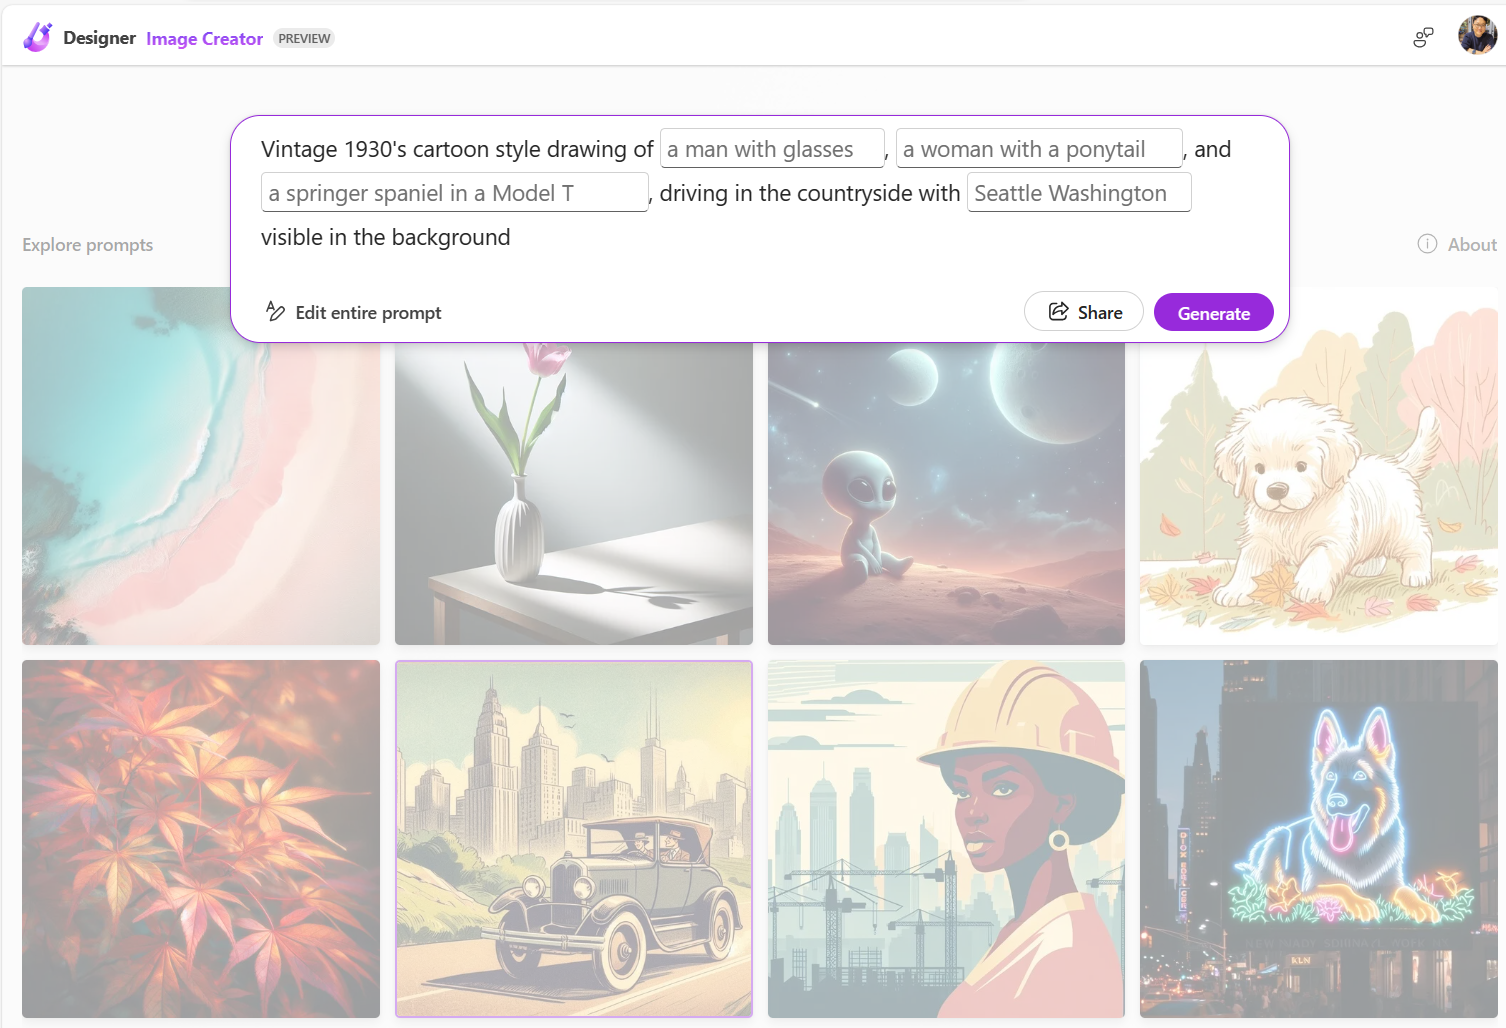 Designer Image Creator PREVIEW
Vintage 1930's cartoon style drawing of a man with glasses, a woman with a ponytail, and
a springer spaniel in a Model T, driving in the countryside with Seattle Washington
visible in the background
Explore prompts
About
Edit entire prompt
Share
Generate
KLN